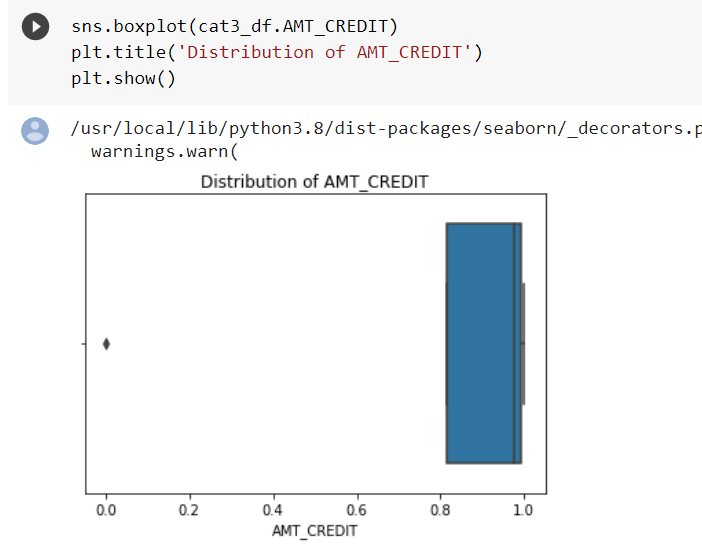 sns.boxplot(cat3_df.AMT_CREDIT)
plt.title('Distribution of AMT_CREDIT')
plt.show()
/usr/local/lib/python3.8/dist-packages/seaborn/_decorators.p
warnings.warn(
Distribution of AMT_CREDIT
0.0 0.2 0.4 0.6 0.8 1.0
AMT_CREDIT